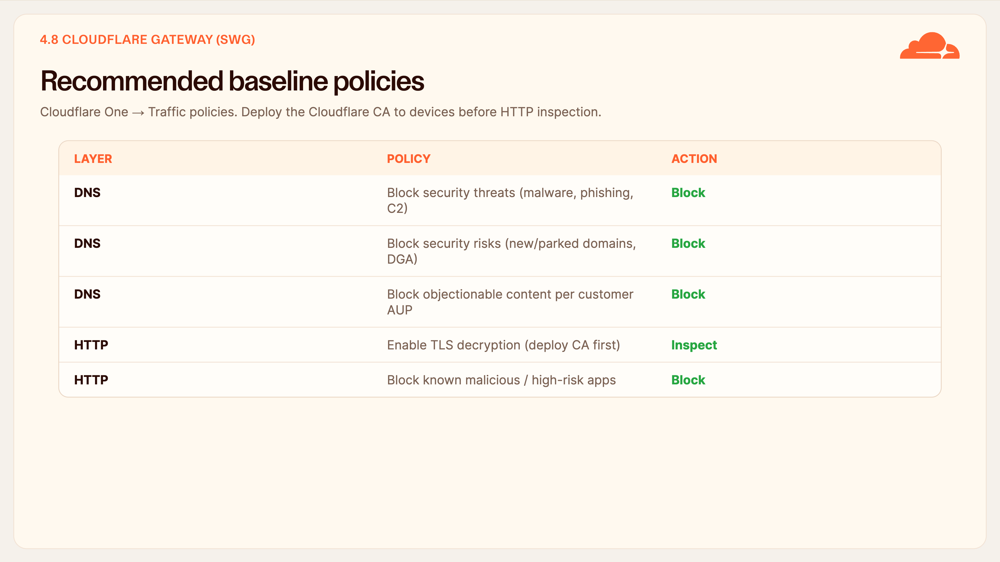 4.8 CLOUDFLARE GATEWAY (SWG)
Recommended baseline policies
Cloudflare One → Traffic policies. Deploy the Cloudflare CA to devices before HTTP inspection.
LAYER POLICY ACTION
DNS Block security threats (malware, phishing, Block
C2)
DNS Block security risks (new/parked domains, Block
DGA)
DNS Block objectionable content per customer Block
AUP
HTTP Enable TLS decryption (deploy CA first) Inspect
HTTP Block known malicious / high-risk apps Block